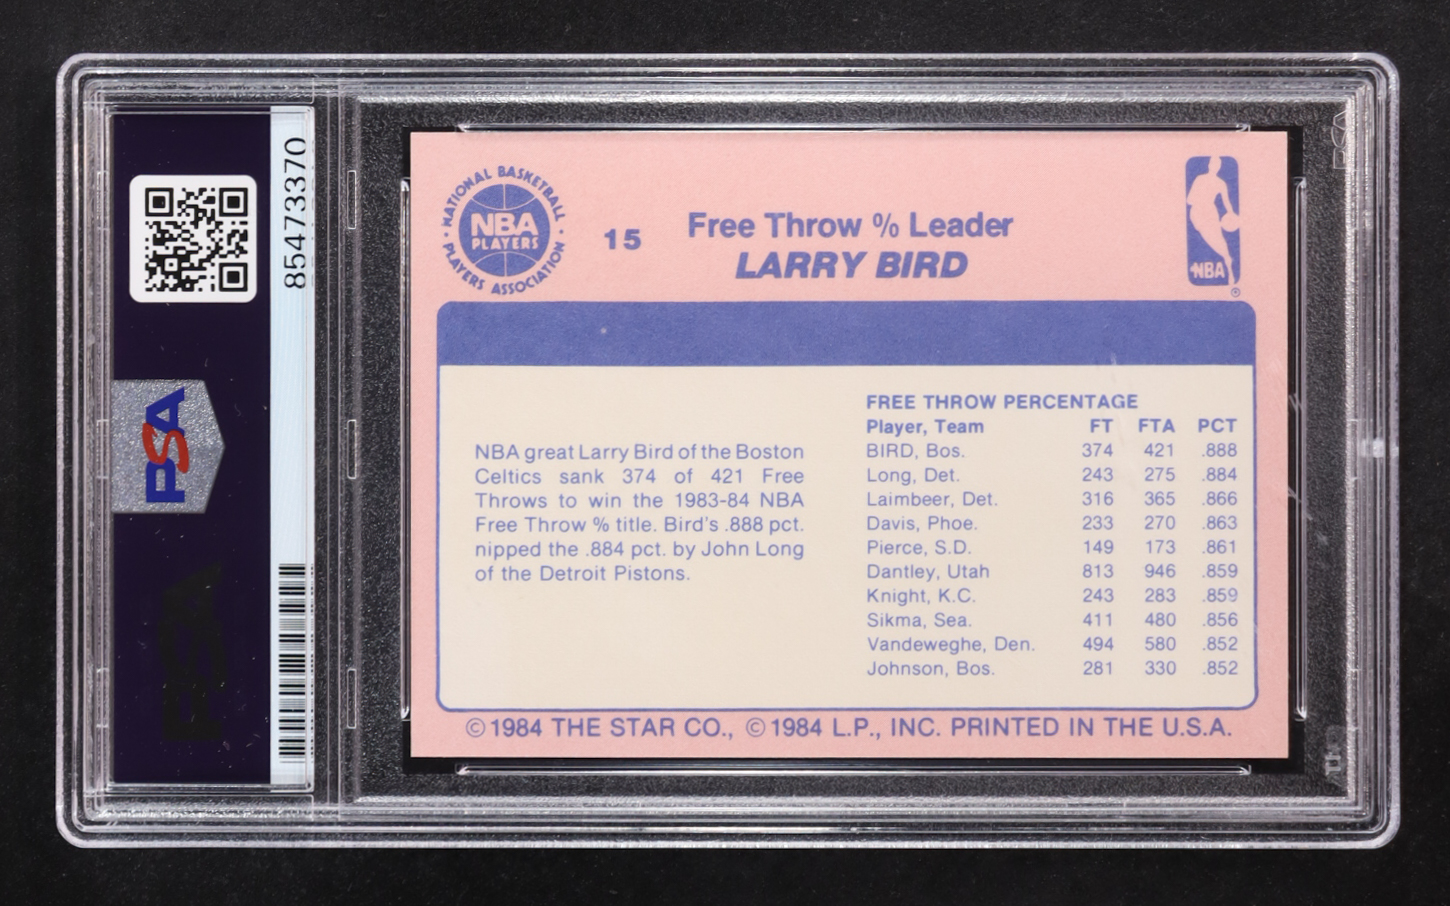 85473370
PSA
PSA
NATIONAL BASKETBALL
NBA
PLAYERS
PLAYERS ASSOCIATION
15
Free Throw % Leader
LARRY BIRD
NBA
®
NBA great Larry Bird of the Boston
Celtics sank 374 of 421 Free
Throws to win the 1983-84 NBA
Free Throw % title. Bird's .888 pct.
nipped the .884 pct. by John Long
of the Detroit Pistons.
FREE THROW PERCENTAGE
Player, Team FT FTA PCT
BIRD, Bos. 374 421 .888
Long, Det. 243 275 .884
Laimbeer, Det. 316 365 .866
Davis, Phoe. 233 270 .863
Pierce, S.D. 149 173 .861
Dantley, Utah 813 946 .859
Knight, K.C. 243 283 .859
Sikma, Sea. 411 480 .856
Vandeweghe, Den. 494 580 .852
Johnson, Bos. 281 330 .852
© 1984 THE STAR CO., © 1984 L.P., INC. PRINTED IN THE U.S.A.
PSA